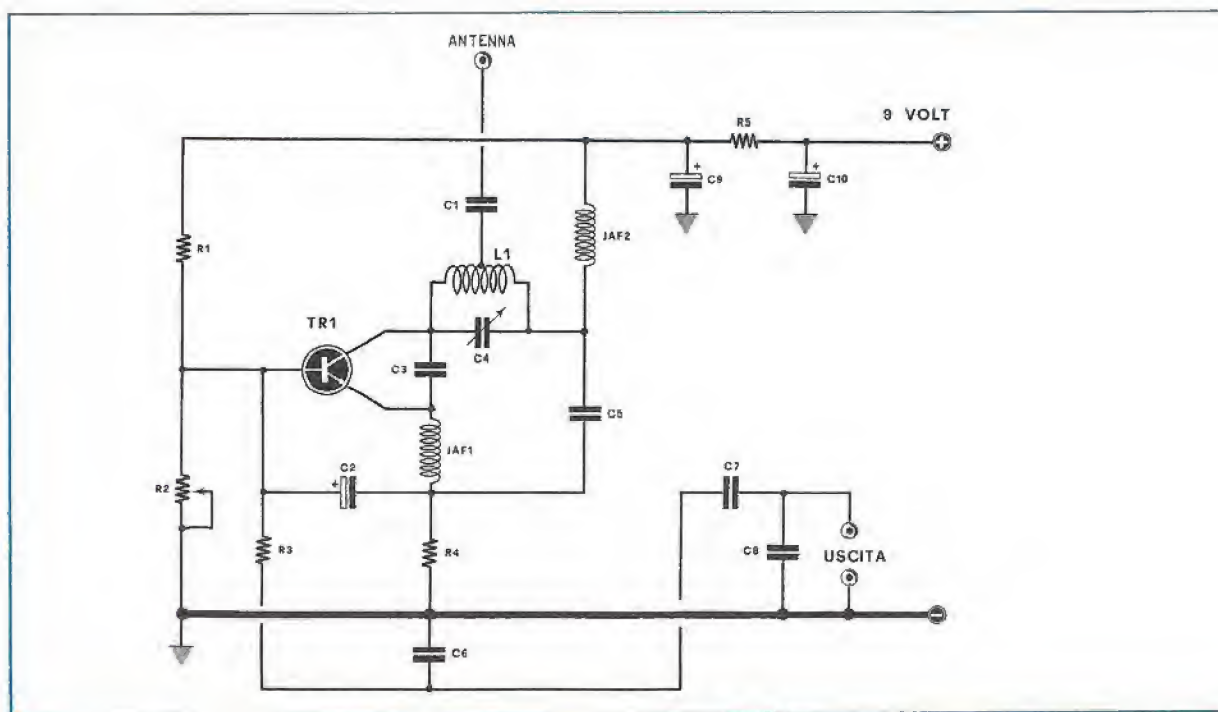 ANTENNA
9 VOLT
R5
+
C9
+
C10
C1
JAF2
R1
L1
TR1
C4
C3
C5
JAF1
C2
+
C7
R2
R3
R4
C8
USCITA
C6